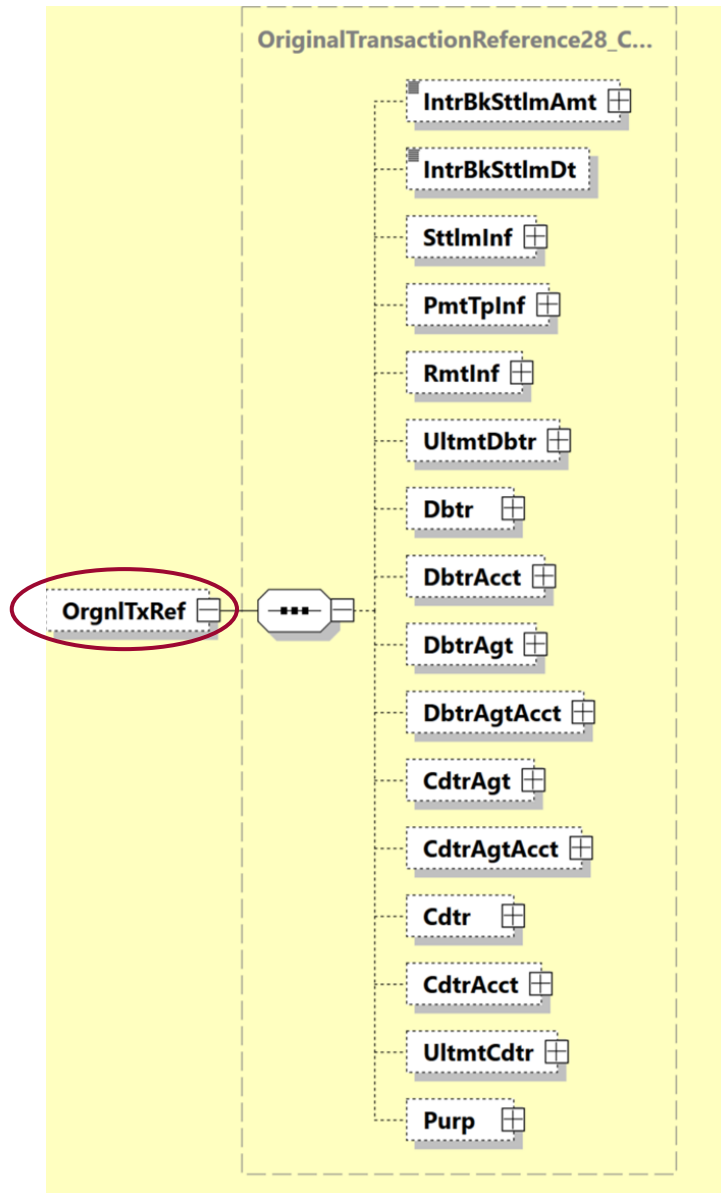 OriginalTransactionReference28_C...
IntrBkSttlmAmt
IntrBkSttlmDt
SttlmInf
PmtTpInf
RmtInf
UltmtDbtr
Dbtr
DbtrAcct
OrgnlTxRef
DbtrAgt
DbtrAgtAcct
CdtrAgt
CdtrAgtAcct
Cdtr
CdtrAcct
UltmtCdtr
Purp